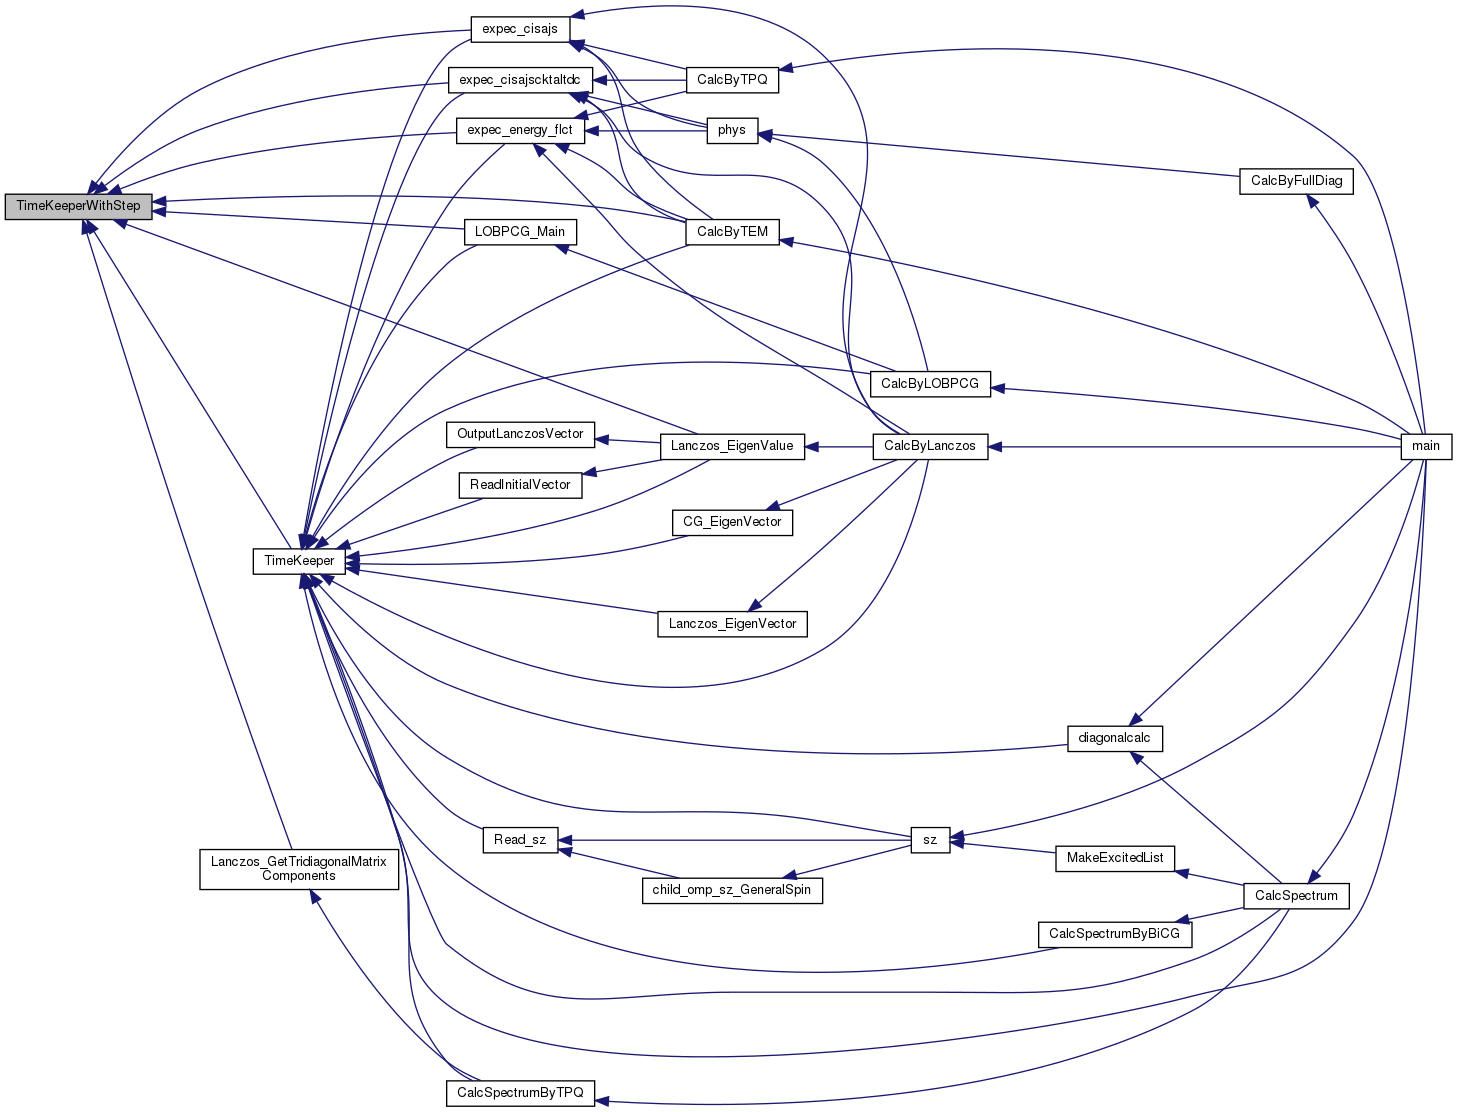 expec_cisajs
expec_cisajscktaltdc
CalcByTPQ
expec_energy_flct
phys
CalcByFullDiag
TimeKeeperWithStep
LOBPCG_Main
CalcByTEM
CalcByLOBPCG
OutputLanczosVector
Lanczos_EigenValue
CalcByLanczos
main
ReadInitialVector
CG_EigenVector
TimeKeeper
Lanczos_EigenVector
diagonalcalc
Read_sz
sz
MakeExcitedList
Lanczos_GetTridiagonalMatrix
Components
child_omp_sz_GeneralSpin
CalcSpectrum
CalcSpectrumByBiCG
CalcSpectrumByTPQ